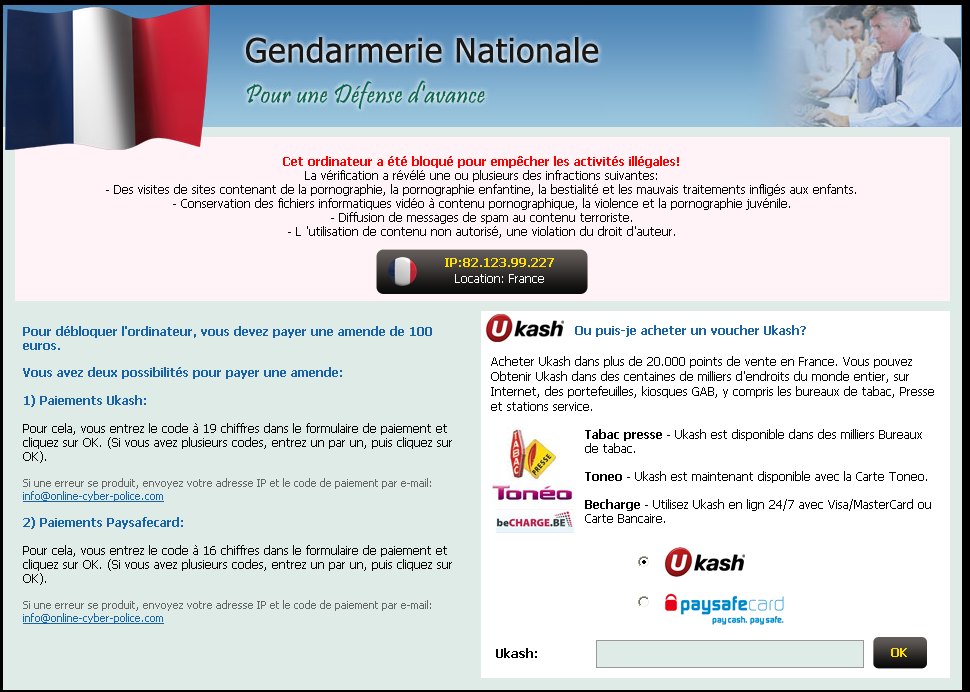 Gendarmerie Nationale
Pour une Défense d'avance
Cet ordinateur a été bloqué pour empêcher les activités illégales!
La vérification a révélé une ou plusieurs des infractions suivantes:
- Des visites de sites contenant de la pornographie, la pornographie enfantine, la bestialité et les mauvais traitements infligés aux enfants.
- Conservation des fichiers informatiques vidéo à contenu pornographique, la violence et la pornographie juvénile.
- Diffusion de messages de spam au contenu terroriste.
- L 'utilisation de contenu non autorisé, une violation du droit d'auteur.
IP:82.123.99.227
Location: France
Pour débloquer l'ordinateur, vous devez payer une amende de 100
euros.
Vous avez deux possibilités pour payer une amende:
1) Paiements Ukash:
Pour cela, vous entrez le code à 19 chiffres dans le formulaire de paiement et
cliquez sur OK. (Si vous avez plusieurs codes, entrez un par un, puis cliquez sur
OK).
Si une erreur se produit, envoyez votre adresse IP et le code de paiement par e-mail:
info@online-cyber-police.com
2) Paiements Paysafecard:
Pour cela, vous entrez le code à 16 chiffres dans le formulaire de paiement et
cliquez sur OK. (Si vous avez plusieurs codes, entrez un par un, puis cliquez sur
OK).
Si une erreur se produit, envoyez votre adresse IP et le code de paiement par e-mail:
info@online-cyber-police.com
Ukash Ou puis-je acheter un voucher Ukash?
Acheter Ukash dans plus de 20.000 points de vente en France. Vous pouvez
Obtenir Ukash dans des centaines de milliers d'endroits du monde entier, sur
Internet, des portefeuilles, kiosques GAB, y compris les bureaux de tabac, Presse
et stations service.
TABAC PRESSE
Tonéo
beCHARGE.BE
Tabac presse - Ukash est disponible dans des milliers Bureaux
de tabac.
Toneo - Ukash est maintenant disponible avec la Carte Toneo.
Becharge - Utilisez Ukash en lign 24/7 avec Visa/MasterCard ou
Carte Bancaire.
Ukash
paysafecard
pay cash. pay safe.
Ukash: OK